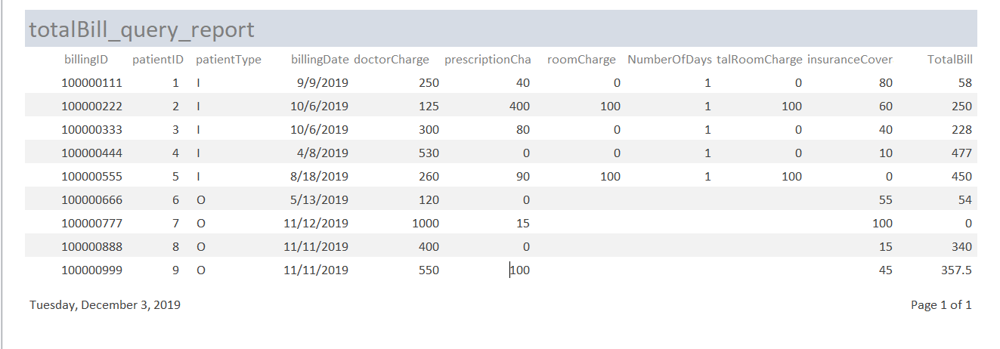 totalBill_query_report
billingID patientID patientType billingDate doctorCharge prescriptionCha roomCharge NumberOfDays talRoomCharge insuranceCover TotalBill
100000111 1 I 9/9/2019 250 40 0 1 0 80 58
100000222 2 I 10/6/2019 125 400 100 1 100 60 250
100000333 3 I 10/6/2019 300 80 0 1 0 40 228
100000444 4 I 4/8/2019 530 0 0 1 0 10 477
100000555 5 I 8/18/2019 260 90 100 1 100 0 450
100000666 6 O 5/13/2019 120 0 55 54
100000777 7 O 11/12/2019 1000 15 100 0
100000888 8 O 11/11/2019 400 0 15 340
100000999 9 O 11/11/2019 550 100 45 357.5
Tuesday, December 3, 2019 Page 1 of 1